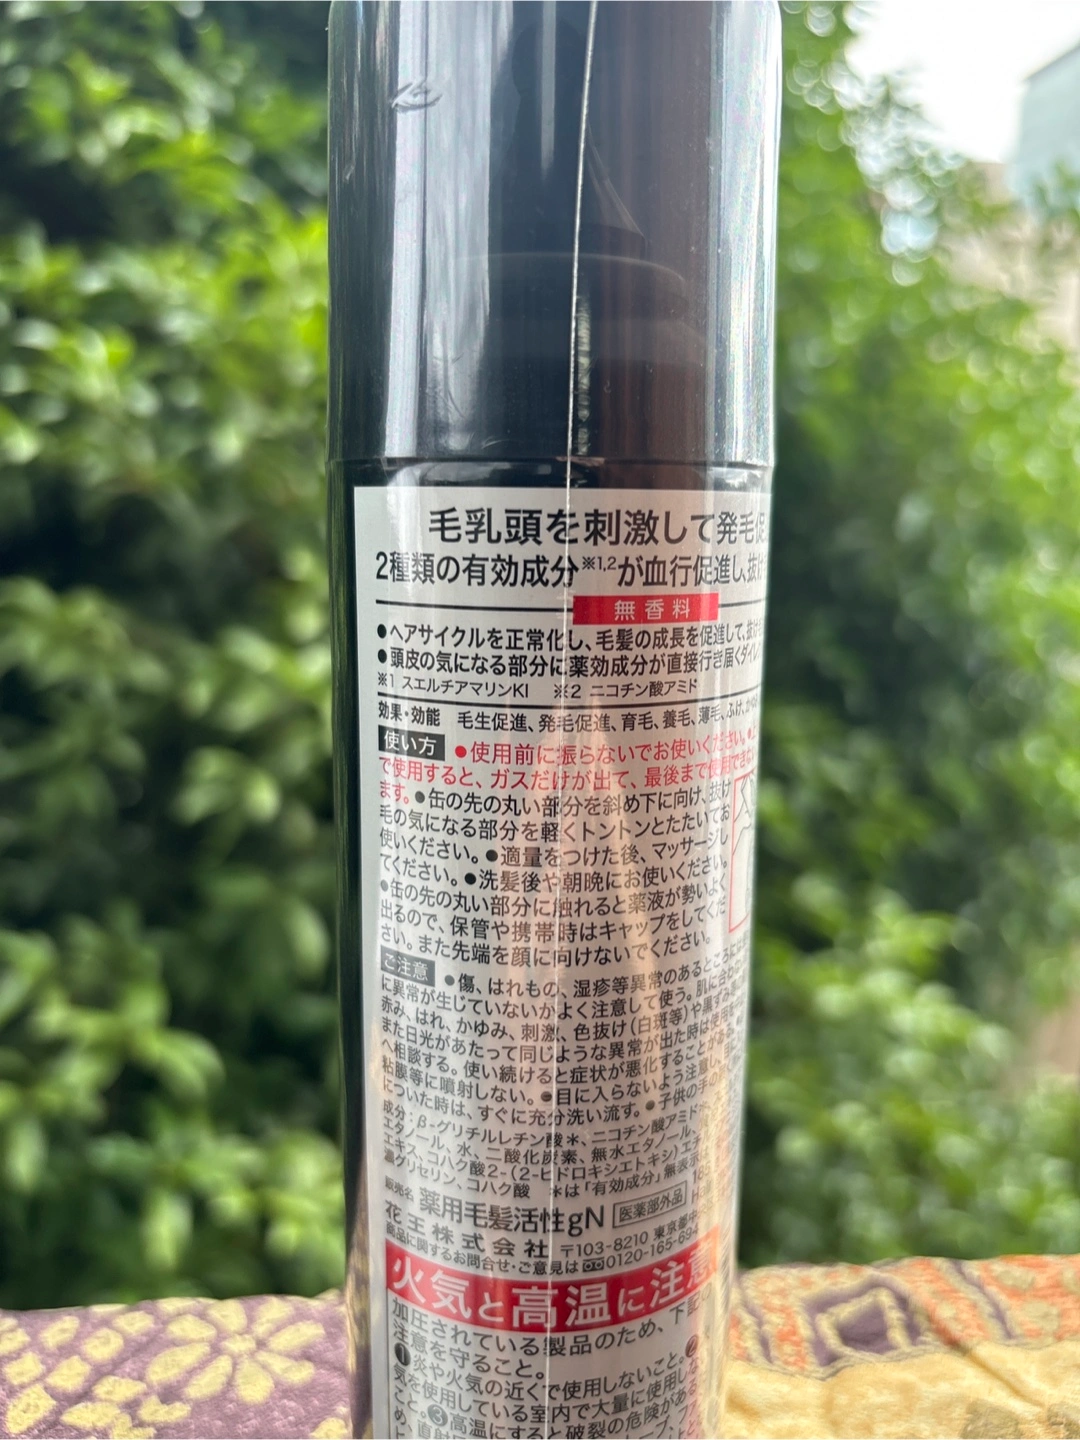 毛乳頭を刺激して発毛促
2種類の有効成分※1,2が血行促進し、抜け
無香料
●ヘアサイクルを正常化し、毛髪の成長を促進して、抜け
●頭皮の気になる部分に薬効成分が直接行き届くダイレ
※1 スエルチアマリンKI ※2 ニコチン酸アミド
効果・効能 毛生促進、発毛促進、育毛、養毛、薄毛、ふけ、かゆ
使い方 ●使用前に振らないでお使いください。●
で使用すると、ガスだけが出て、最後まで使用できな
ます。●缶の先の丸い部分を斜め下に向け、抜け
毛の気になる部分を軽くトントンとたたいてお
使いください。●適量をつけた後、マッサージし
てください。●洗髪後や朝晩にお使いください。
●缶の先の丸い部分に触れると薬液が勢いよく
出るので、保管や携帯時はキャップをしてくだ
さい。また先端を顔に向けないでください。
ご注意 ●傷、はれもの、湿疹等異常のあるところには
に異常が生じていないかよく注意して使う。肌に合わな
赤み、はれ、かゆみ、刺激、色抜け(白斑等)や黒ずみ
また日光があたって同じような異常が出た時は使用
へ相談する。使い続けると症状が悪化することがある。
粘膜等に噴射しない。●目に入らないよう注意し、
についた時は、すぐに充分洗い流す。●子供の手の
成分:β-グリチルレチン酸＊、ニコチン酸アミド
エタノール、水、二酸化炭素、無水エタノール、
エキス、コハク酸2-(2-ヒドロキシエトキシ)エチ
濃グリセリン、コハク酸 ＊は「有効成分」無表示は
販売名 薬用毛髪活性gN 医薬部外品
花王株式会社 〒103-8210 東京都中
商品に関するお問合せ・ご意見は 0120-165-69
火気と高温に注意
加圧されている製品のため、下記
注意を守ること。
❶炎や火気の近くで使用しないこと。❷
気を使用している室内で大量に使用し
こと。❸高温にすると破裂の危険がある
め、直射